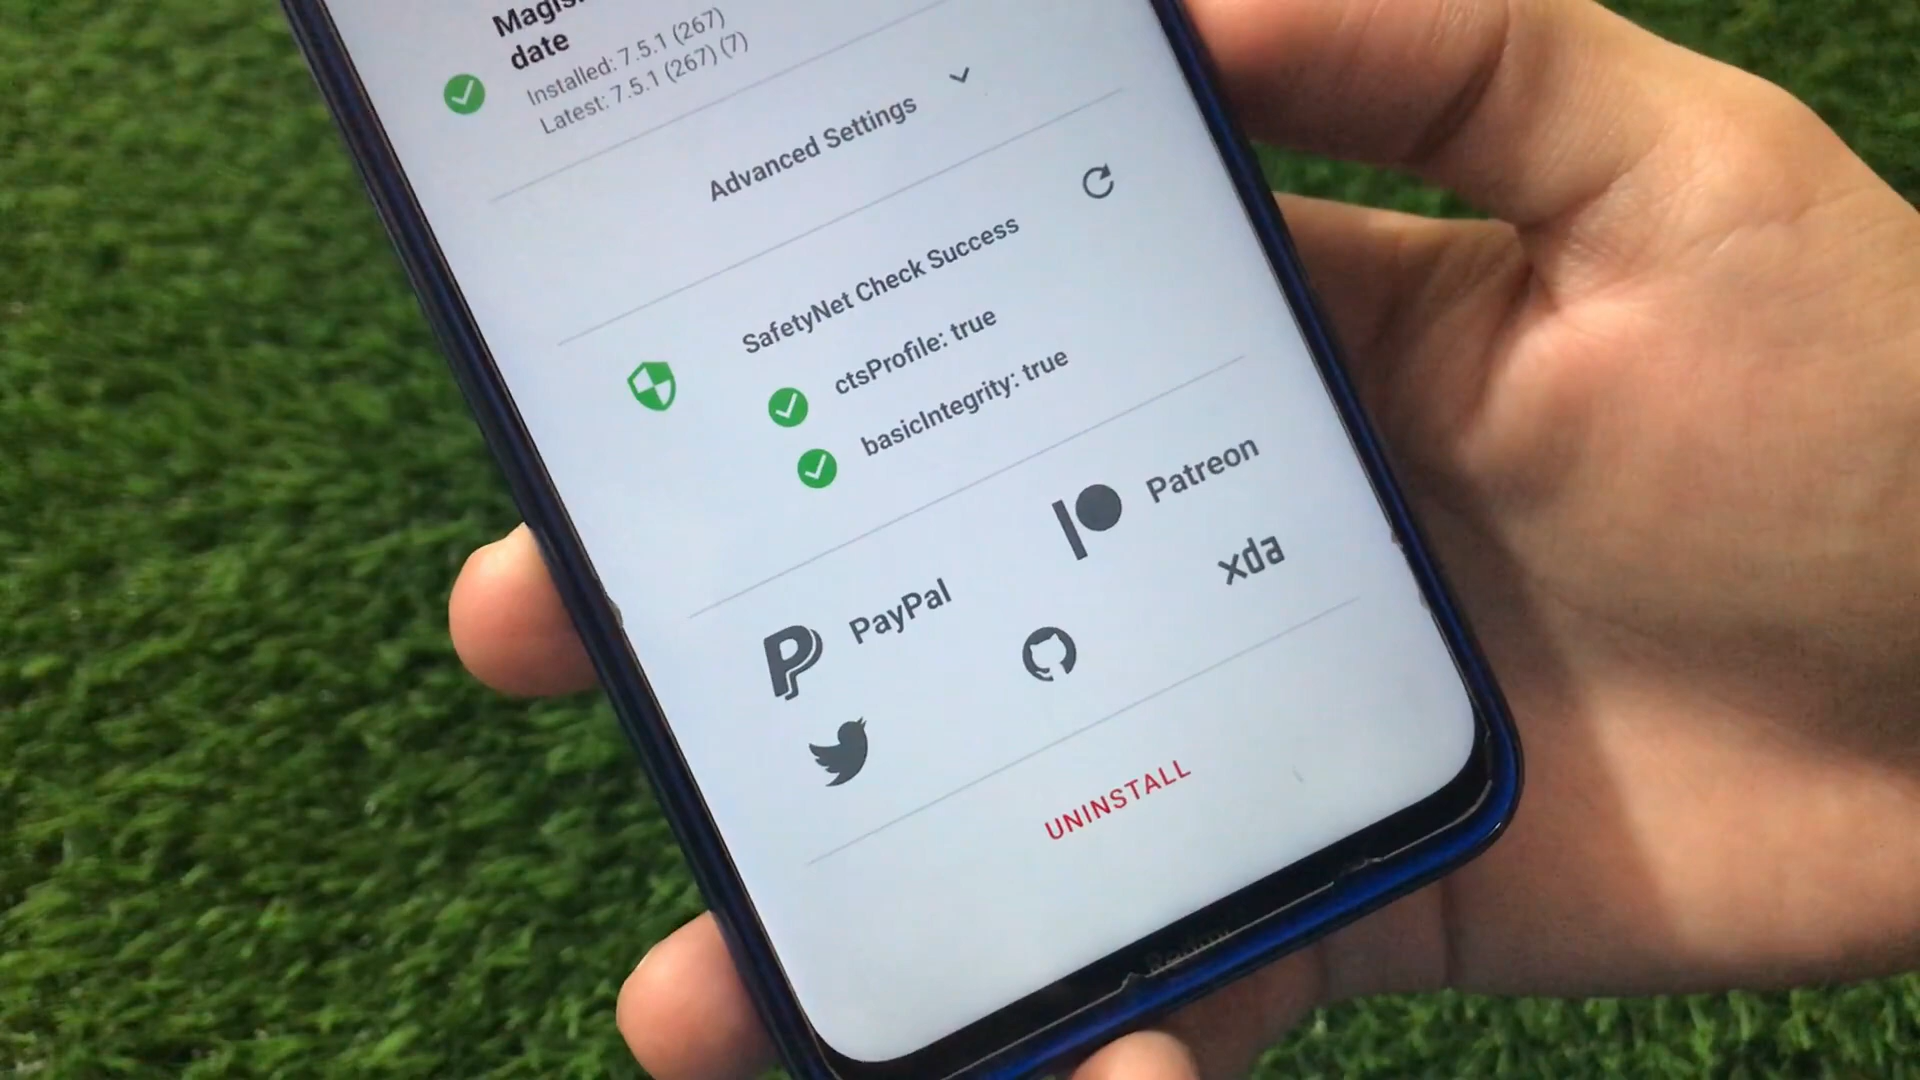 date
Installed: 7.5.1 (267)
Latest: 7.5.1 (267) (7)
Advanced Settings
SafetyNet Check Success
ctsProfile: true
basicIntegrity: true
PayPal
Patreon
xda
UNINSTALL
Redmi